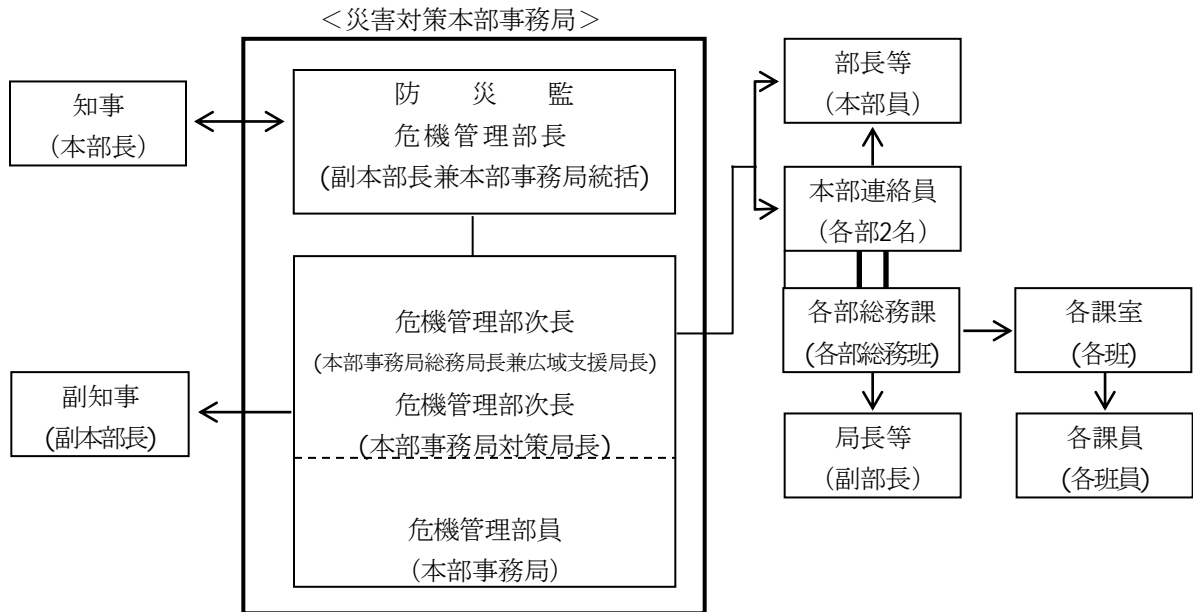 ＜災害対策本部事務局＞
知事
（本部長）
防　災　監
危機管理部長
(副本部長兼本部事務局統括)
部長等
（本部員）
本部連絡員
（各部2名）
危機管理部次長
(本部事務局総務局長兼広域支援局長)
危機管理部次長
(本部事務局対策局長)
副知事
(副本部長)
各部総務課
(各部総務班)
各課室
(各班)
局長等
（副部長）
各課員
(各班員)
危機管理部員
（本部事務局）